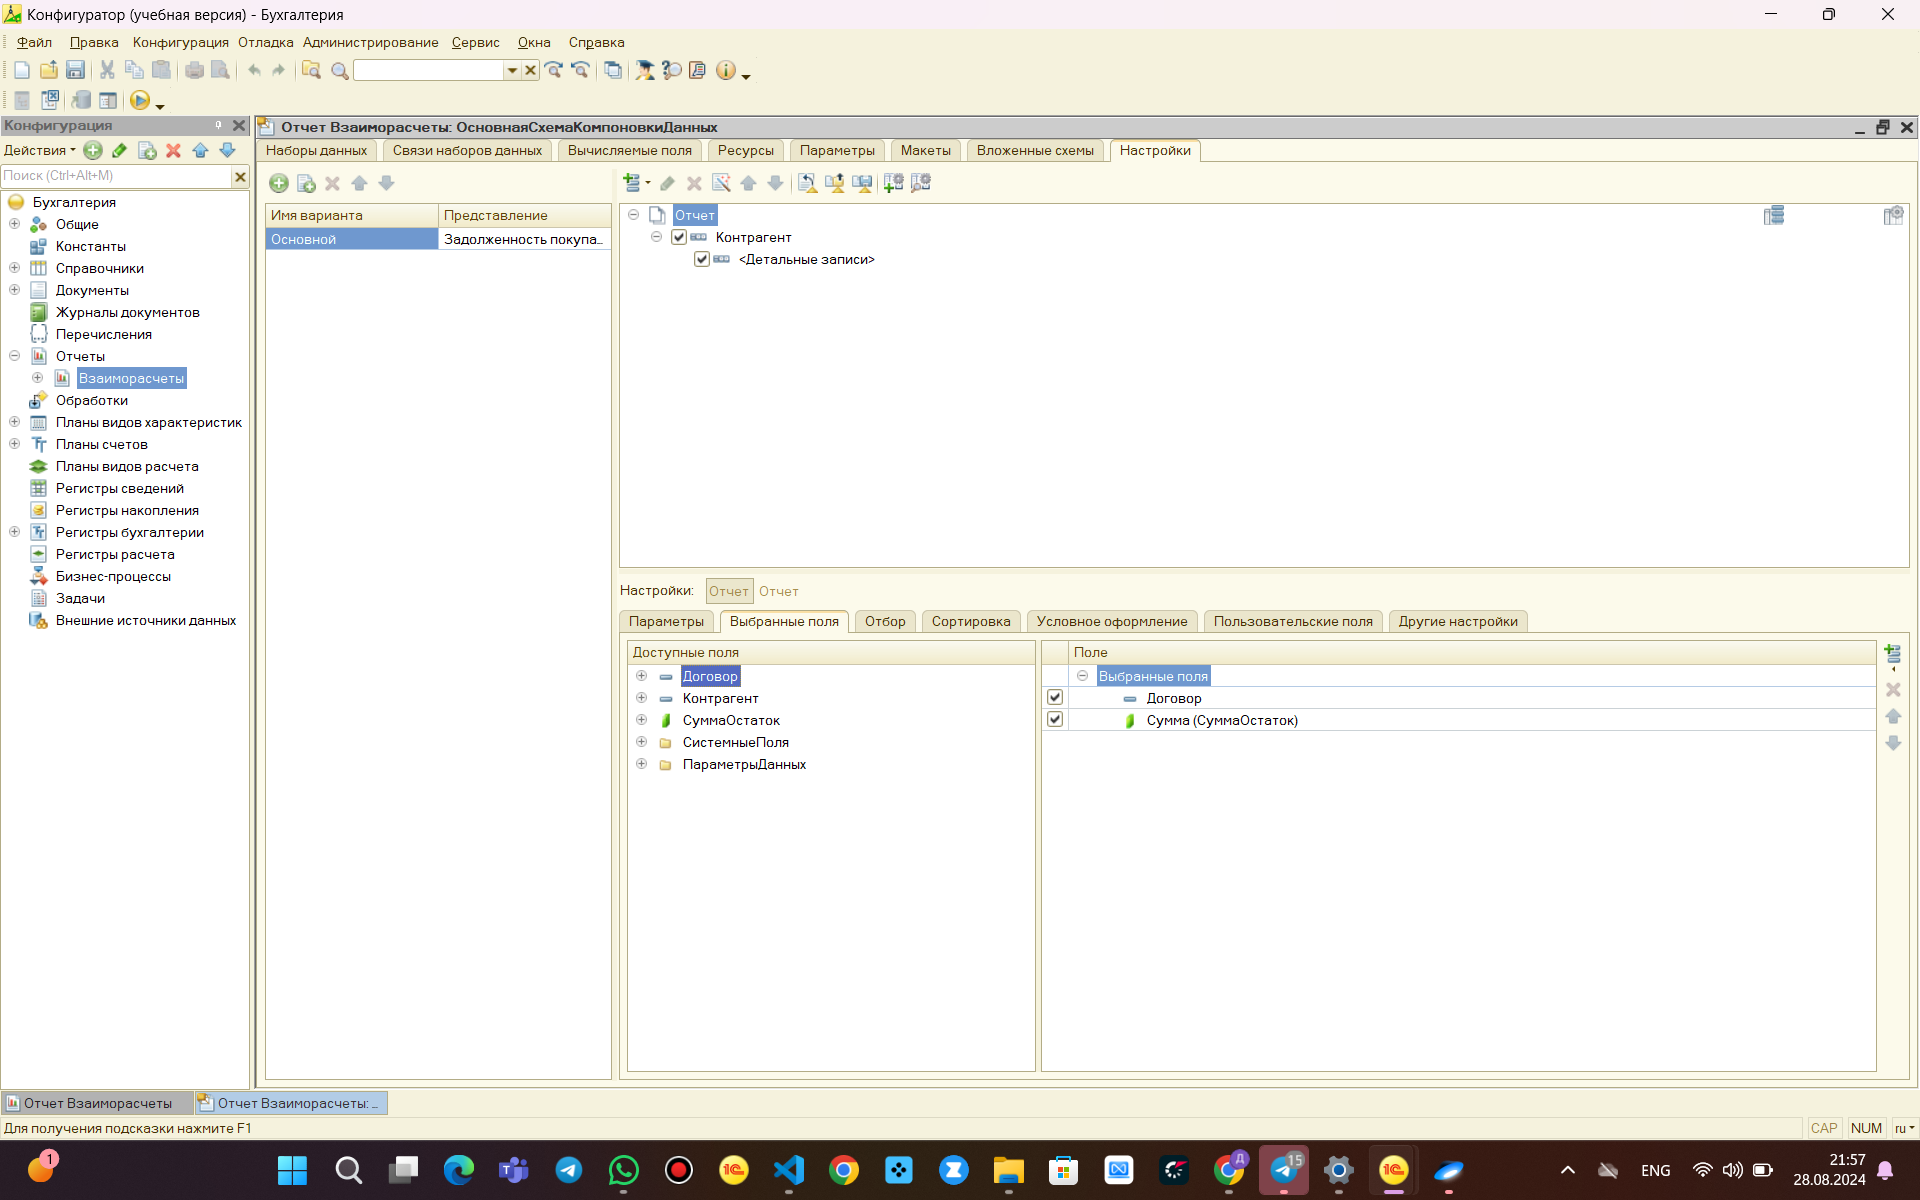 Конфигуратор (учебная версия) - Бухгалтерия
Файл Правка Конфигурация Отладка Администрирование Сервис Окна Справка
Конфигурация
Действия
Поиск (Ctrl+Alt+M)
Бухгалтерия
Общие
Константы
Справочники
Документы
Журналы документов
Перечисления
Отчеты
Взаиморасчеты
Обработки
Планы видов характеристик
Планы счетов
Планы видов расчета
Регистры сведений
Регистры накопления
Регистры бухгалтерии
Регистры расчета
Бизнес-процессы
Задачи
Внешние источники данных
Отчет Взаиморасчеты: ОсновнаяСхемаКомпоновкиДанных
Наборы данных Связи наборов данных Вычисляемые поля Ресурсы Параметры Макеты Вложенные схемы Настройки
Имя варианта Представление
Основной Задолженность покупа...
Отчет
Контрагент
<Детальные записи>
Настройки: Отчет Отчет
Параметры Выбранные поля Отбор Сортировка Условное оформление Пользовательские поля Другие настройки
Доступные поля
Договор
Контрагент
СуммаОстаток
СистемныеПоля
ПараметрыДанных
Поле
Выбранные поля
Договор
Сумма (СуммаОстаток)
Отчет Взаиморасчеты Отчет Взаиморасчеты: ...
Для получения подсказки нажмите F1 CAP NUM ru
1
1С
Д
15
1С
ENG
21:57
28.08.2024